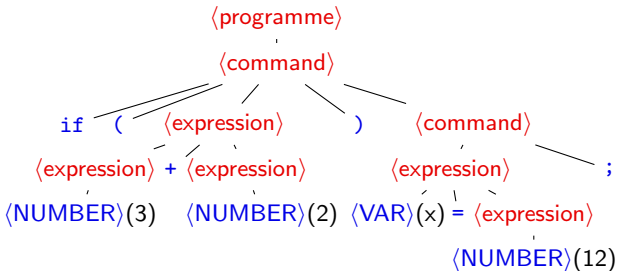 ⟨programme⟩
⟨command⟩
if ( ⟨expression⟩ ) ⟨command⟩
⟨expression⟩ + ⟨expression⟩ ⟨expression⟩ ;
⟨NUMBER⟩(3) ⟨NUMBER⟩(2) ⟨VAR⟩(x) = ⟨expression⟩
⟨NUMBER⟩(12)